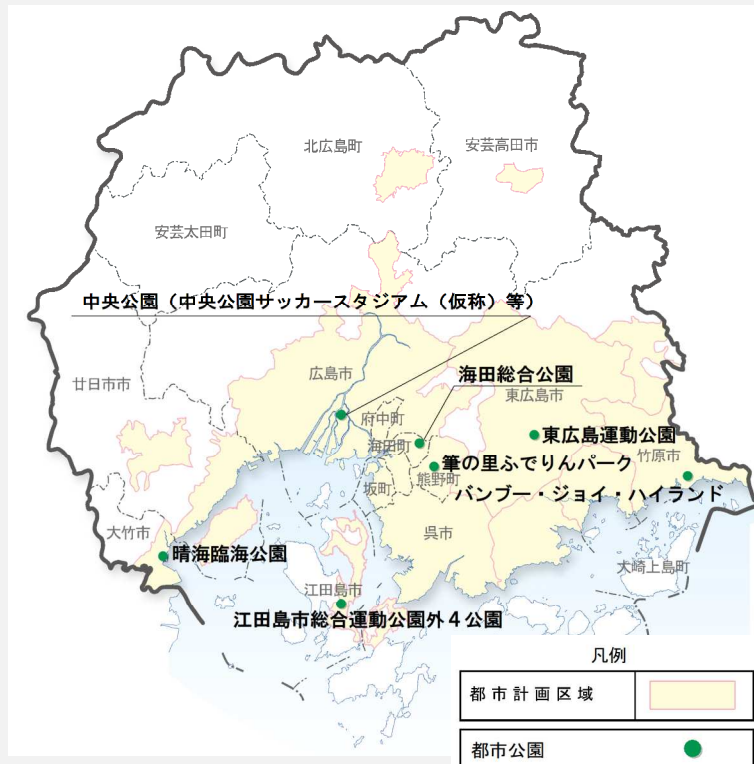 北広島町
安芸高田市
安芸太田町
中央公園（中央公園サッカースタジアム（仮称）等）
広島市
海田総合公園
廿日市市
東広島市
府中町
東広島運動公園
海田町
筆の里ふでりんパーク
竹原市
熊野町
坂町
バンブー・ジョイ・ハイランド
大竹市
呉市
晴海臨海公園
大崎上島町
江田島市
江田島市総合運動公園外４公園
凡例
都市計画区域
都市公園